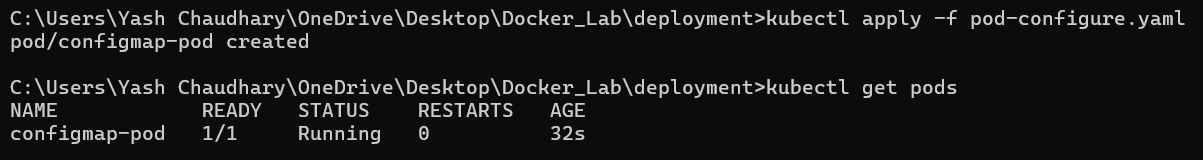 C:\Users\Yash Chaudhary\OneDrive\Desktop\Docker_Lab\deployment>kubectl apply -f pod-configure.yaml
pod/configmap-pod created
C:\Users\Yash Chaudhary\OneDrive\Desktop\Docker_Lab\deployment>kubectl get pods
NAME            READY   STATUS    RESTARTS   AGE
configmap-pod   1/1     Running   0          32s